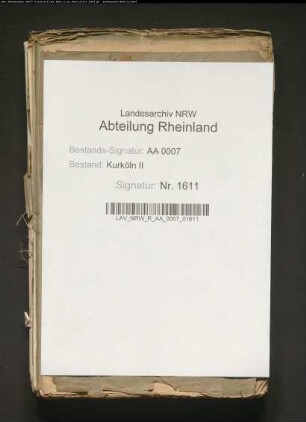 Landesarchiv NRW
Abteilung Rheinland
Bestands-Signatur: AA 0007
Bestand: Kurköln II
Signatur: Nr. 1611
LAV_NRW_R_AA_0007_01611